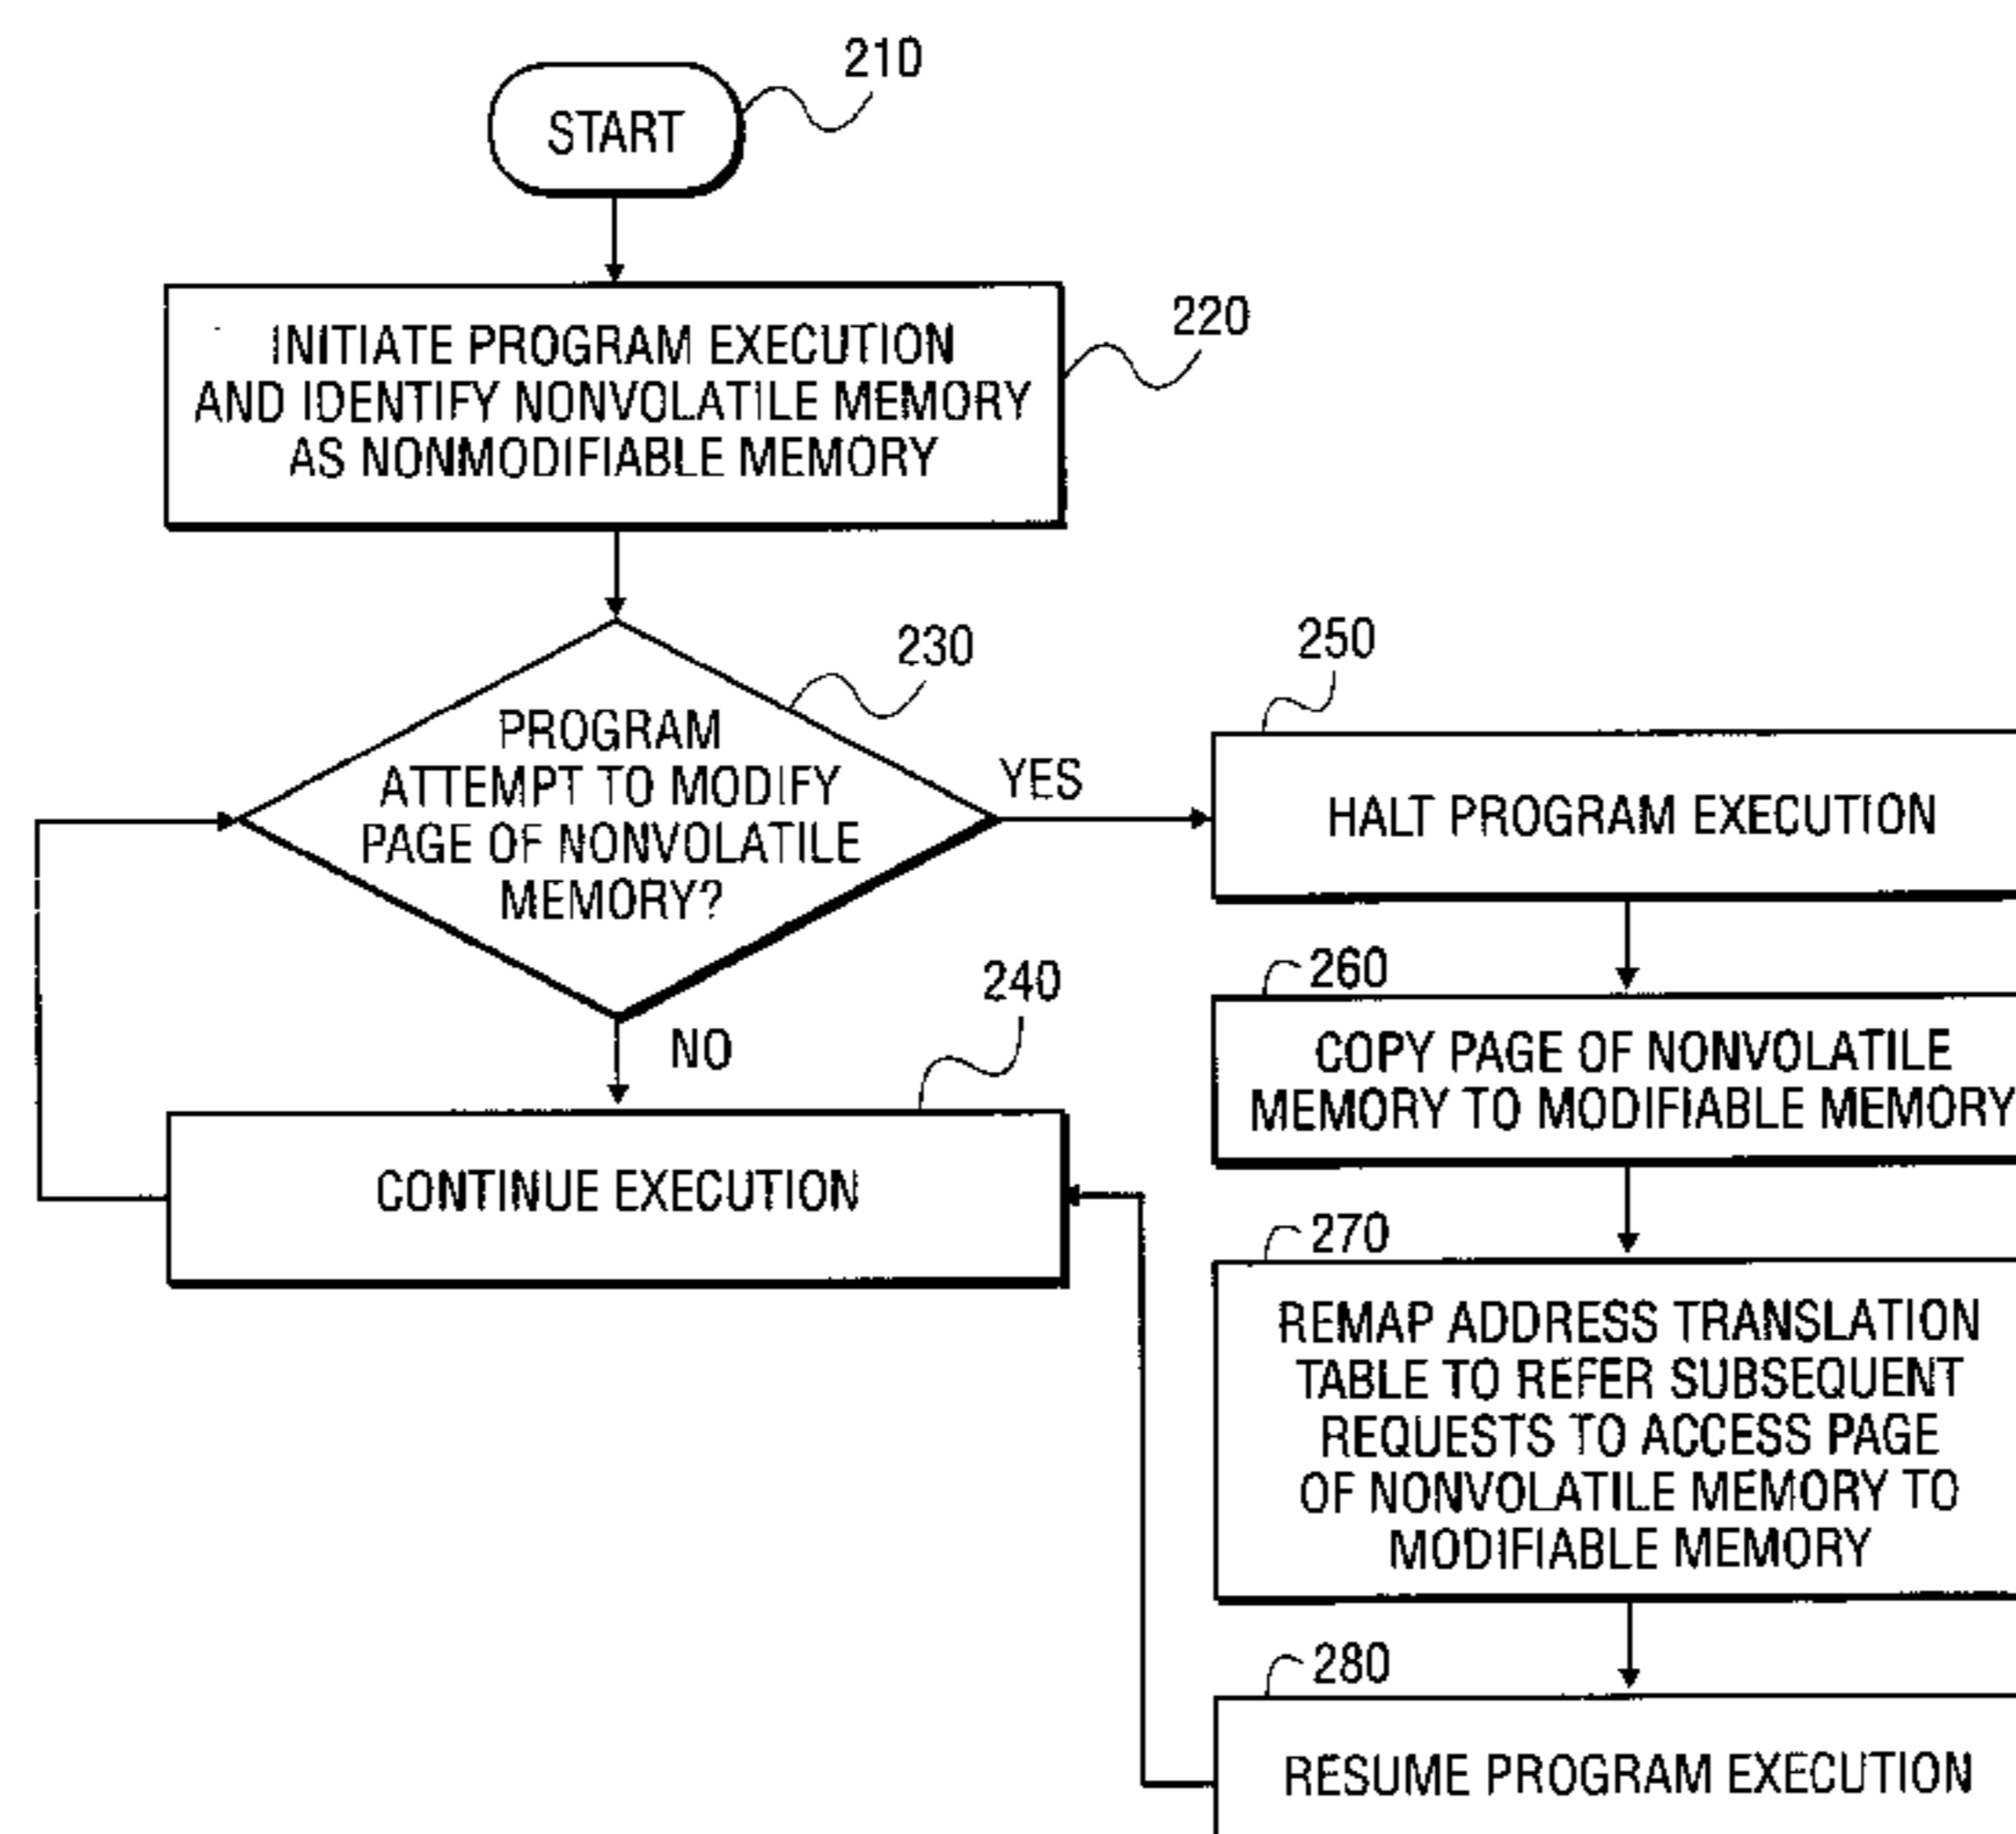 210
START
220
INITIATE PROGRAM EXECUTION
AND IDENTIFY NONVOLATILE MEMORY
AS NONMODIFIABLE MEMORY
230
PROGRAM
ATTEMPT TO MODIFY
PAGE OF NONVOLATILE
MEMORY?
YES
NO
240
CONTINUE EXECUTION
250
HALT PROGRAM EXECUTION
260
COPY PAGE OF NONVOLATILE
MEMORY TO MODIFIABLE MEMORY
270
REMAP ADDRESS TRANSLATION
TABLE TO REFER SUBSEQUENT
REQUESTS TO ACCESS PAGE
OF NONVOLATILE MEMORY TO
MODIFIABLE MEMORY
280
RESUME PROGRAM EXECUTION